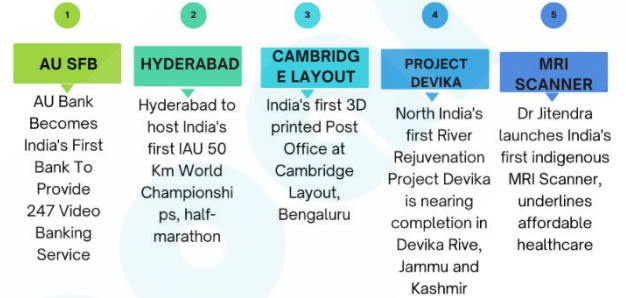 1
AU SFB
AU Bank
Becomes
India's First
Bank To
Provide
247 Video
Banking
Service
2
HYDERABAD
Hyderabad to
host India's
first IAU 50
Km World
Championshi
ps, half-
marathon
3
CAMBRIDG
E LAYOUT
India's first 3D
printed Post
Office at
Cambridge
Layout,
Bengaluru
4
PROJECT
DEVIKA
North India's
first River
Rejuvenation
Project Devika
is nearing
completion in
Devika Rive,
Jammu and
Kashmir
5
MRI
SCANNER
Dr Jitendra
launches India's
first indigenous
MRI Scanner,
underlines
affordable
healthcare